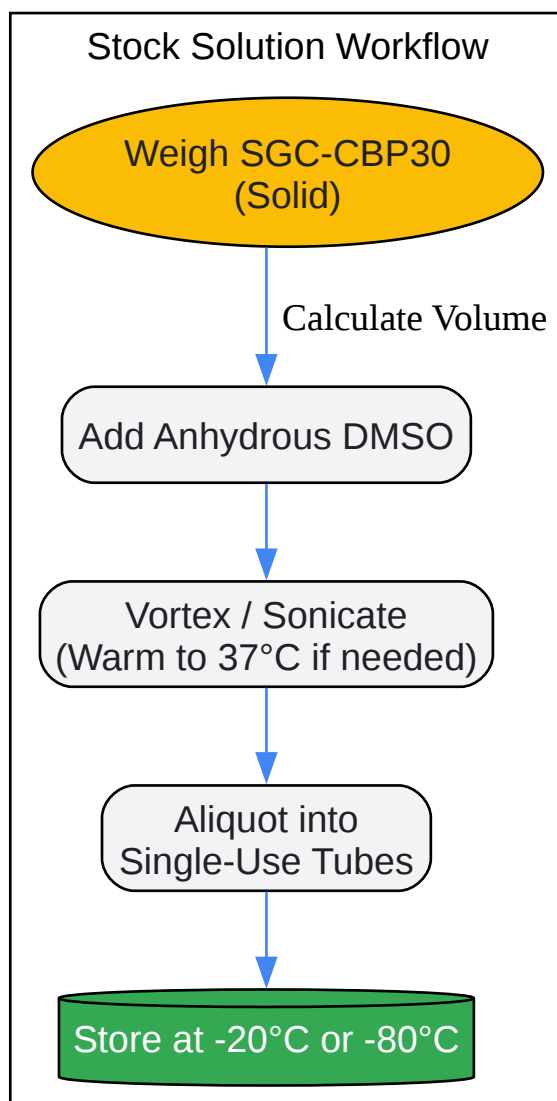 Stock Solution Workflow
Weigh SGC-CBP30
(Solid)
Calculate Volume
Add Anhydrous DMSO
Vortex / Sonicate
(Warm to 37°C if needed)
Aliquot into
Single-Use Tubes
Store at -20°C or -80°C